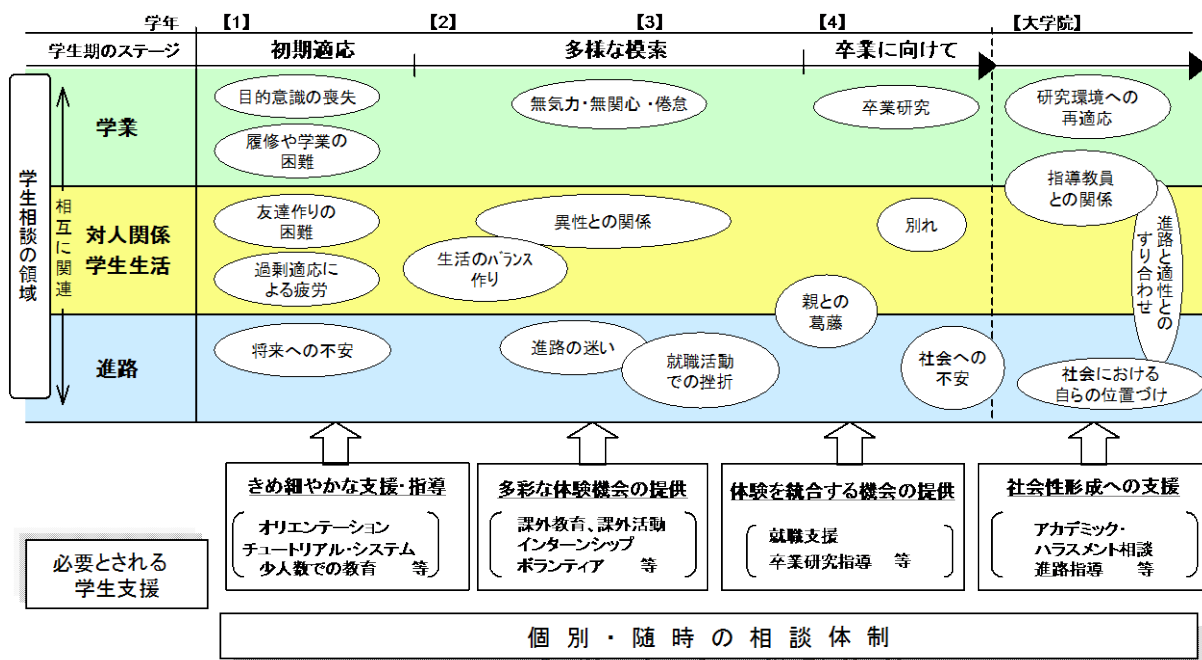 学年 【1】 【2】 【3】 【4】 【大学院】
学生期のステージ 初期適応 多様な模索 卒業に向けて
学生相談の領域
相互に関連
学業
目的意識の喪失
履修や学業の
困難
無気力・無関心・倦怠
卒業研究
研究環境への
再適応
対人関係
学生生活
友達作りの
困難
過剰適応に
よる疲労
異性との関係
生活のバランス
作り
別れ
親との
葛藤
指導教員
との関係
進路と適性との
すり合わせ
進路
将来への不安
進路の迷い
就職活動
での挫折
社会への
不安
社会における
自らの位置づけ
必要とされる
学生支援
きめ細やかな支援・指導
オリエンテーション
チュートリアル・システム
少人数での教育 等
多彩な体験機会の提供
課外教育、課外活動
インターンシップ
ボランティア 等
体験を統合する機会の提供
就職支援
卒業研究指導 等
社会性形成への支援
アカデミック・
ハラスメント相談
進路指導 等
個別・随時の相談体制